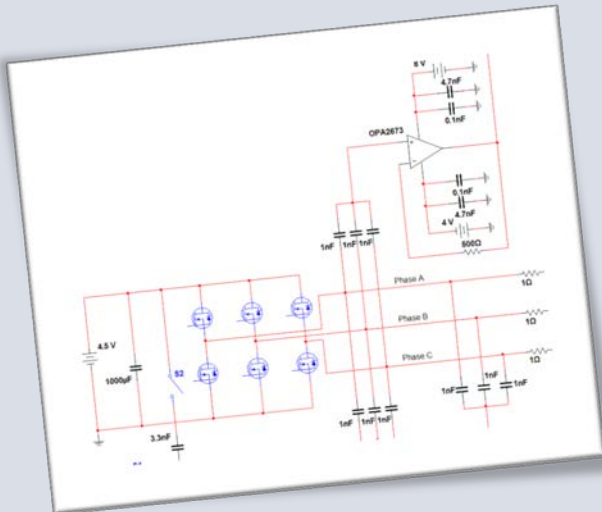 6 V
4.7nF
0.1nF
OPA2673
0.1nF
4.7nF
4 V
500Ω
1nF
1nF
1nF
Phase A
1Ω
Phase B
1Ω
Phase C
1Ω
4.5 V
1000µF
S2
3.3nF
1nF
1nF
1nF
1nF
1nF
1nF